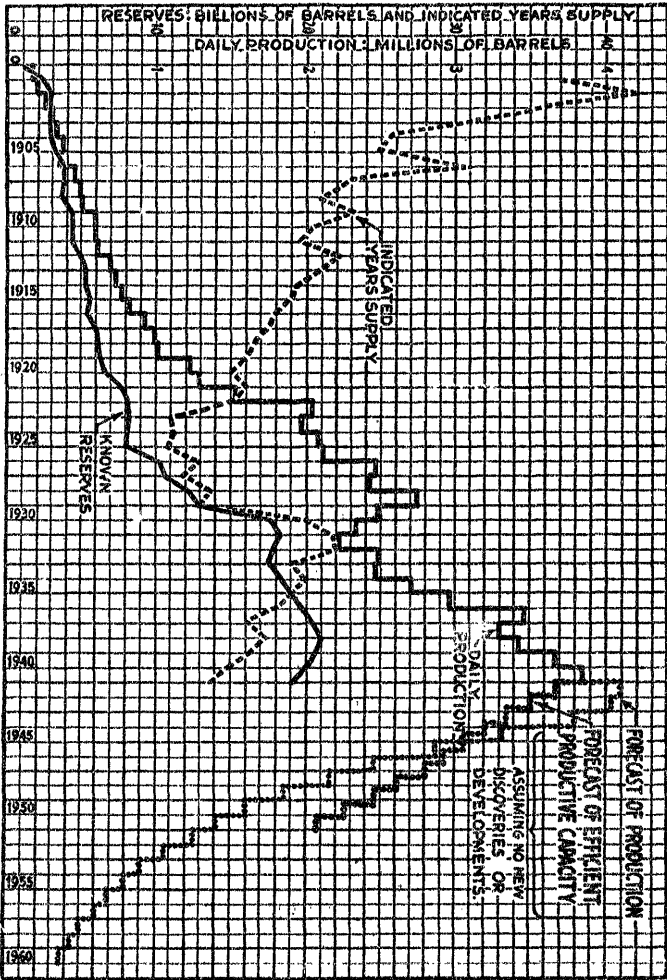 RESERVES: BILLIONS OF BARRELS AND INDICATED YEARS SUPPLY
0 10 20 30 40
DAILY PRODUCTION: MILLIONS OF BARRELS
0 1 2 3 4
1905
1910
1915
1920
1925
1930
1935
1940
1945
1950
1955
1960
INDICATED
YEARS SUPPLY
KNOWN
RESERVES
DAILY
PRODUCTION
FORECAST OF PRODUCTION
FORECAST OF EFFICIENT
PRODUCTIVE CAPACITY
ASSUMING NO NEW
DISCOVERIES OR
DEVELOPMENTS.